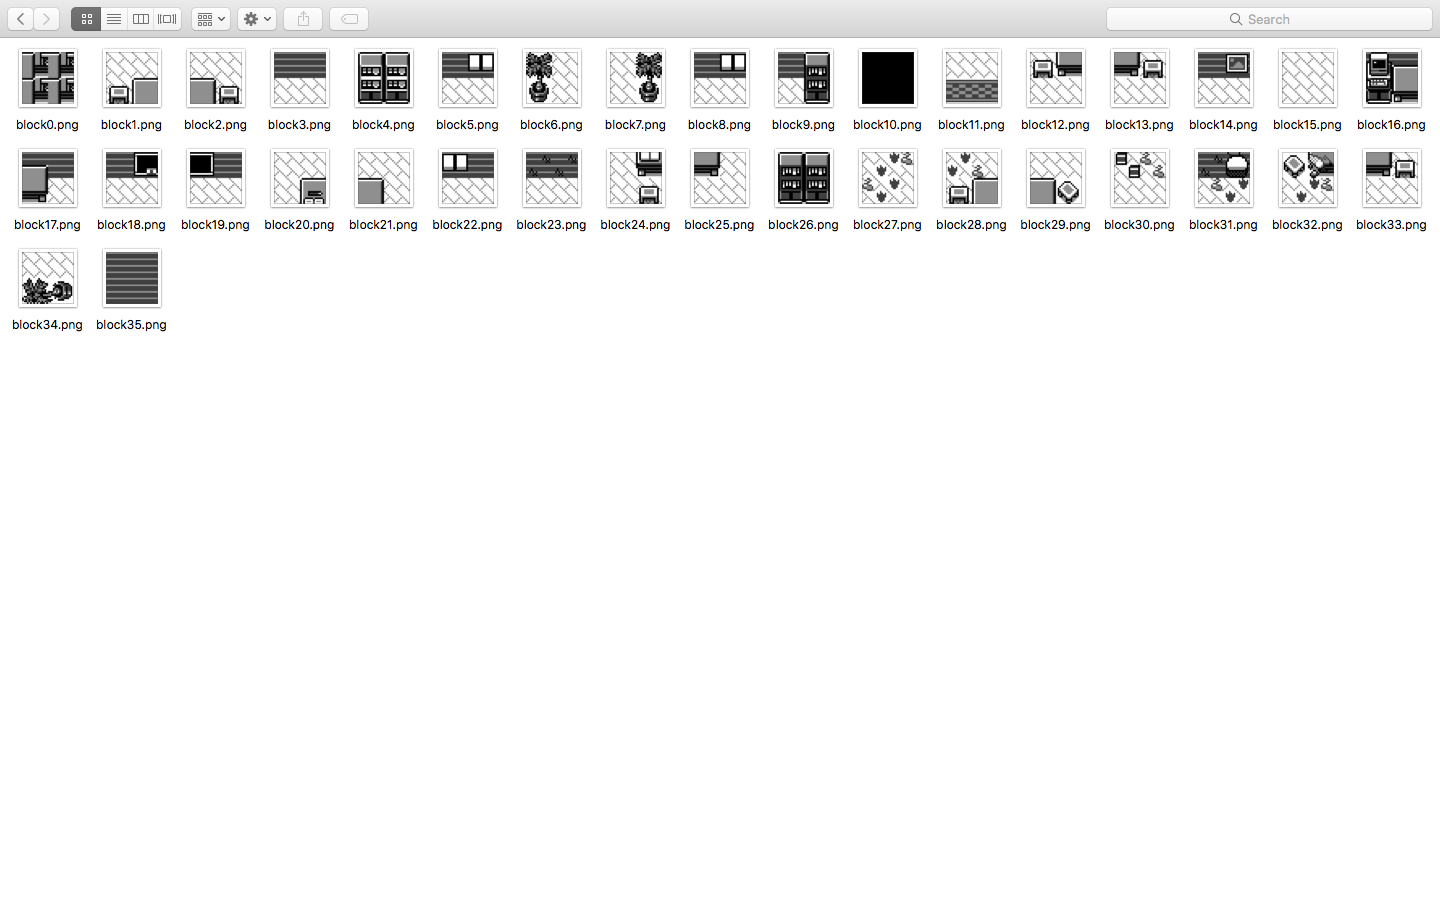 Search
block0.png block1.png block2.png block3.png block4.png block5.png block6.png block7.png block8.png block9.png block10.png block11.png block12.png block13.png block14.png block15.png block16.png
block17.png block18.png block19.png block20.png block21.png block22.png block23.png block24.png block25.png block26.png block27.png block28.png block29.png block30.png block31.png block32.png block33.png
block34.png block35.png